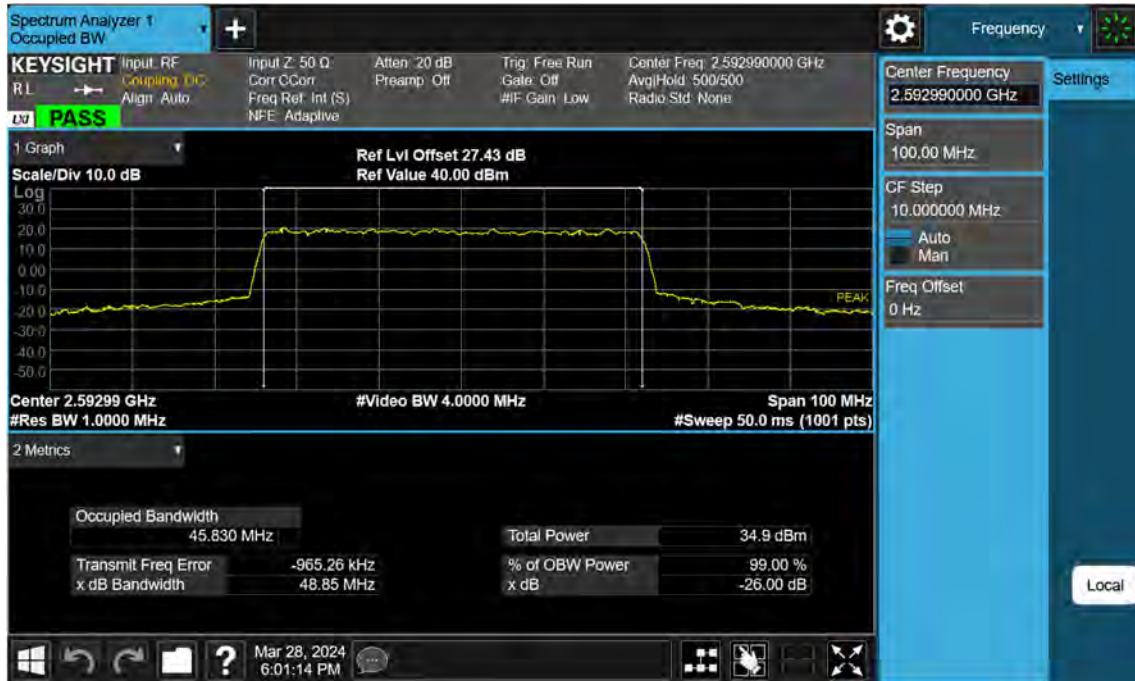 Spectrum Analyzer 1
Occupied BW
+
Frequency
KEYSIGHT
RL
LXI PASS
Input: RF
Coupling: DC
Align: Auto
Input Z: 50 Ω
Corr CCorr
Freq Ref: Int (S)
NFE: Adaptive
Atten: 20 dB
Preamp: Off
Trig: Free Run
Gate: Off
#IF Gain: Low
Center Freq: 2.592990000 GHz
Avg|Hold: 500/500
Radio Std: None
1 Graph
Scale/Div 10.0 dB
Ref Lvl Offset 27.43 dB
Ref Value 40.00 dBm
Log
30.0
20.0
10.0
0.00
-10.0
-20.0
-30.0
-40.0
-50.0
PEAK
Center 2.59299 GHz
#Video BW 4.0000 MHz
Span 100 MHz
#Res BW 1.0000 MHz
#Sweep 50.0 ms (1001 pts)
2 Metrics
Occupied Bandwidth
45.830 MHz
Total Power 34.9 dBm
Transmit Freq Error -965.26 kHz
% of OBW Power 99.00 %
x dB Bandwidth 48.85 MHz
x dB -26.00 dB
Center Frequency
2.592990000 GHz
Settings
Span
100.00 MHz
CF Step
10.000000 MHz
Auto
Man
Freq Offset
0 Hz
Local
?
Mar 28, 2024
6:01:14 PM